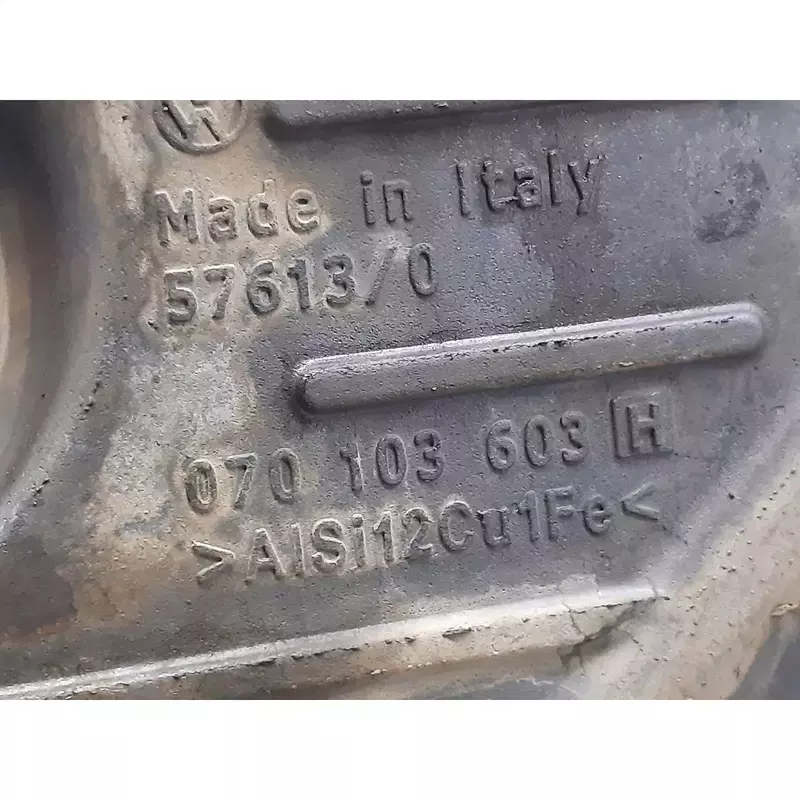 Made in Italy
57613/0
070 103 603 H
>AlSi12Cu1Fe<